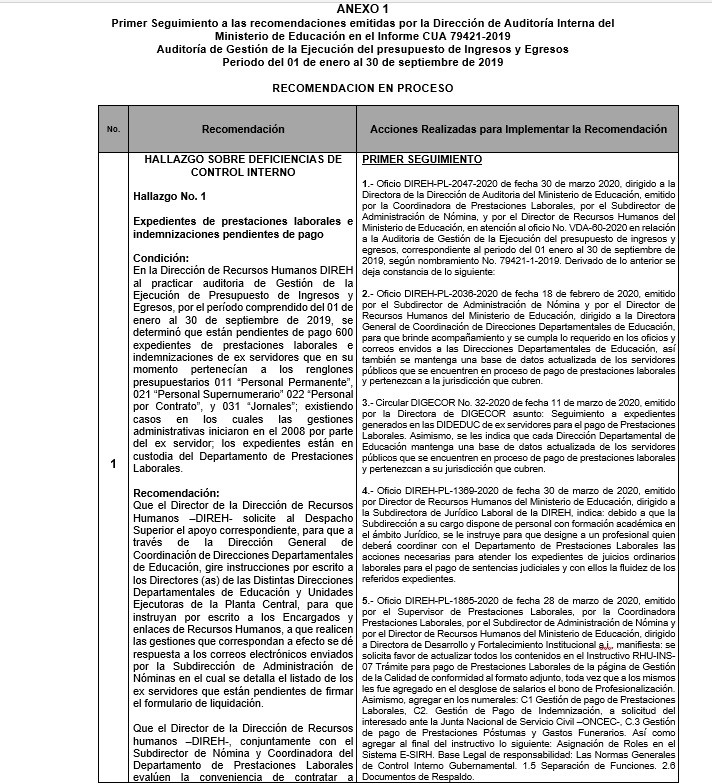 ANEXO 1
Primer Seguimiento a las recomendaciones emitidas por la Dirección de Auditoría Interna del
Ministerio de Educación en el Informe CUA 79421-2019
Auditoría de Gestión de la Ejecución del presupuesto de Ingresos y Egresos
Periodo del 01 de enero al 30 de septiembre de 2019
RECOMENDACION EN PROCESO
No.
Recomendación
Acciones Realizadas para Implementar la Recomendación
1
HALLAZGO SOBRE DEFICIENCIAS DE
CONTROL INTERNO
Hallazgo No. 1
Expedientes de prestaciones laborales e
indemnizaciones pendientes de pago
Condición:
En la Dirección de Recursos Humanos DIREH
al practicar auditoria de Gestión de la
Ejecución de Presupuesto de Ingresos y
Egresos, por el período comprendido del 01 de
enero al 30 de septiembre de 2019, se
determinó que están pendientes de pago 600
expedientes de prestaciones laborales e
indemnizaciones de ex servidores que en su
momento pertenecían a los renglones
presupuestarios 011 “Personal Permanente”,
021 “Personal Supernumerario” 022 “Personal
por Contrato”, y 031 “Jornales”; existiendo
casos en los cuales las gestiones
administrativas iniciaron en el 2008 por parte
del ex servidor; los expedientes están en
custodia del Departamento de Prestaciones
Laborales.
Recomendación:
Que el Director de la Dirección de Recursos
Humanos –DIREH- solicite al Despacho
Superior el apoyo correspondiente, para que a
través de la Dirección General de
Coordinación de Direcciones Departamentales
de Educación, gire instrucciones por escrito a
los Directores (as) de las Distintas Direcciones
Departamentales de Educación y Unidades
Ejecutoras de la Planta Central, para que
instruyan por escrito a los Encargados y
enlaces de Recursos Humanos, a que realicen
las gestiones que correspondan a efecto se dé
respuesta a los correos electrónicos enviados
por la Subdirección de Administración de
Nóminas en el cual se detalla el listado de los
ex servidores que están pendientes de firmar
el formulario de liquidación.
Que el Director de la Dirección de Recursos
humanos –DIREH-, conjuntamente con el
Subdirector de Nómina y Coordinadora del
Departamento de Prestaciones Laborales
evalúen la conveniencia de contratar a
PRIMER SEGUIMIENTO
1.- Oficio DIREH-PL-2047-2020 de fecha 30 de marzo 2020, dirigido a la
Directora de la Dirección de Auditoria del Ministerio de Educación, emitido
por la Coordinadora de Prestaciones Laborales, por el Subdirector de
Administración de Nómina, y por el Director de Recursos Humanos del
Ministerio de Educación, en atención al oficio No. VDA-60-2020 en relación
a la Auditoria de Gestión de la Ejecución del presupuesto de ingresos y
egresos, correspondiente al periodo del 01 enero al 30 de septiembre de
2019, según nombramiento No. 79421-1-2019. Derivado de lo anterior se
deja constancia de lo siguiente:
2.- Oficio DIREH-PL-2036-2020 de fecha 18 de febrero de 2020, emitido
por el Subdirector de Administración de Nómina y por el Director de
Recursos Humanos del Ministerio de Educación, dirigido a la Directora
General de Coordinación de Direcciones Departamentales de Educación,
para que brinde acompañamiento y se cumpla lo requerido en los oficios y
correos envidos a las Direcciones Departamentales de Educación, así
también se mantenga una base de datos actualizada de los servidores
públicos que se encuentren en proceso de pago de prestaciones laborales
y pertenezcan a la jurisdicción que cubren.
3.- Circular DIGECOR No. 32-2020 de fecha 11 de marzo de 2020, emitido
por la Directora de DIGECOR asunto: Seguimiento a expedientes
generados en las DIDEDUC de ex servidores para el pago de Prestaciones
Laborales. Asimismo, se les indica que cada Dirección Departamental de
Educación mantenga una base de datos actualizada de los servidores
públicos que se encuentren en proceso de pago de prestaciones laborales
y pertenezcan a su jurisdicción que cubren.
4.- Oficio DIREH-PL-1369-2020 de fecha 30 de marzo de 2020, emitido
por Director de Recursos Humanos del Ministerio de Educación, dirigido a
la Subdirectora de Jurídico Laboral de la DIREH, indica: debido a que la
Subdirección a su cargo dispone de personal con formación académica en
el ámbito Jurídico, se le instruye para que designe a un profesional quien
deberá coordinar con el Departamento de Prestaciones Laborales las
acciones necesarias para atender los expedientes de juicios ordinarios
laborales para el pago de sentencias judiciales y con ellos la fluidez de los
referidos expedientes.
5.- Oficio DIREH-PL-1865-2020 de fecha 28 de marzo de 2020, emitido
por el Supervisor de Prestaciones Laborales, por la Coordinadora
Prestaciones Laborales, por el Subdirector de Administración de Nómina y
por el Director de Recursos Humanos del Ministerio de Educación, dirigido
a Directora de Desarrollo y Fortalecimiento Institucional a.i., manifiesta: se
solicita favor de actualizar todos los contenidos en el Instructivo RHU-INS-
07 Trámite para pago de Prestaciones Laborales de la página de Gestión
de la Calidad de conformidad al formato adjunto, toda vez que a los mismos
les fue agregado en el desglose de salarios el bono de Profesionalización.
Asimismo, agregar en los numerales: C1 Gestión de pago de Prestaciones
Laborales, C2. Gestión de Pago de Indemnización, a solicitud del
interesado ante la Junta Nacional de Servicio Civil –ONCEC-, C.3 Gestión
de pago de Prestaciones Póstumas y Gastos Funerarios. Así como
agregar al final del instructivo lo siguiente: Asignación de Roles en el
Sistema E-SIRH. Base Legal de responsabilidad: Las Normas Generales
de Control Interno Gubernamental. 1.5 Separación de Funciones. 2.6
Documentos de Respaldo.